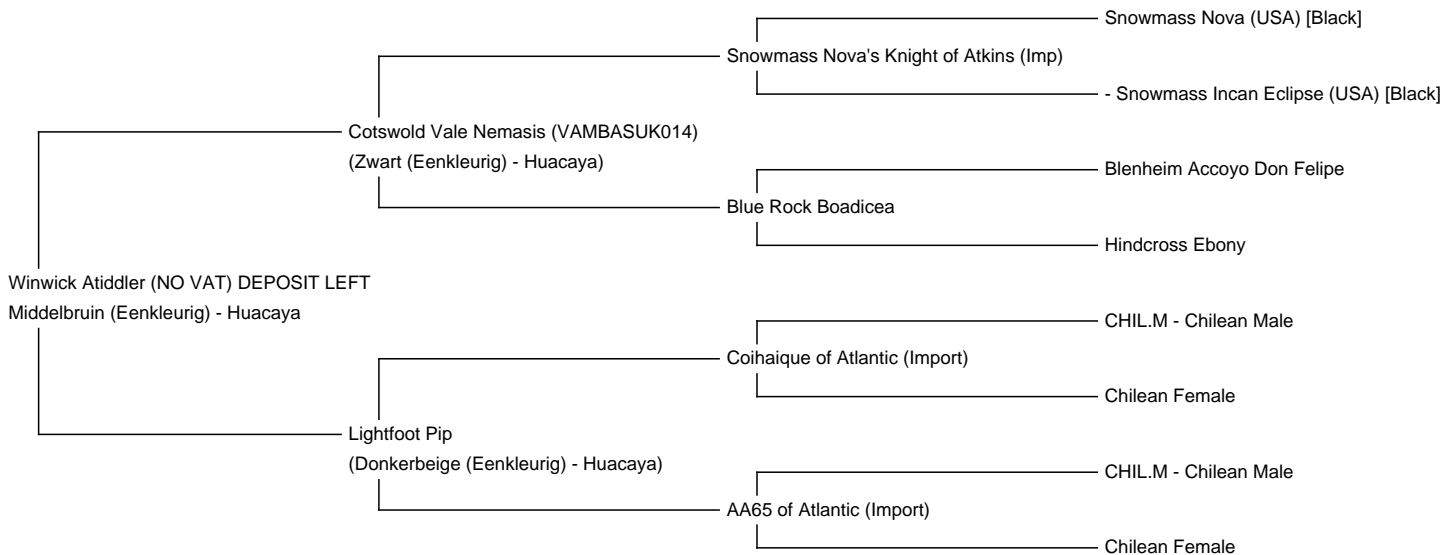 Snowmass Nova (USA) [Black]
Snowmass Nova's Knight of Atkins (Imp)
- Snowmass Incan Eclipse (USA) [Black]
Cotswold Vale Nemasis (VAMBASUK014)
(Zwart (Eenkleurig) - Huacaya)
Blenheim Accoyo Don Felipe
Blue Rock Boadicea
Hindcross Ebony
Winwick Atiddler (NO VAT) DEPOSIT LEFT
Middelbruin (Eenkleurig) - Huacaya
CHIL.M - Chilean Male
Coihaique of Atlantic (Import)
Chilean Female
Lightfoot Pip
(Donkerbeige (Eenkleurig) - Huacaya)
CHIL.M - Chilean Male
AA65 of Atlantic (Import)
Chilean Female